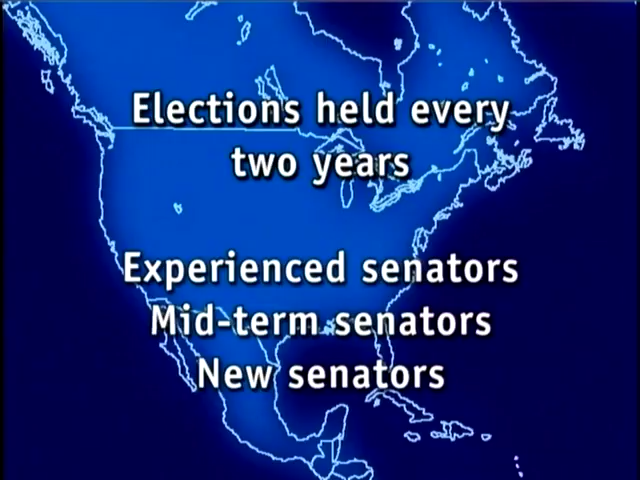 Elections held every
two years
Experienced senators
Mid-term senators
New senators